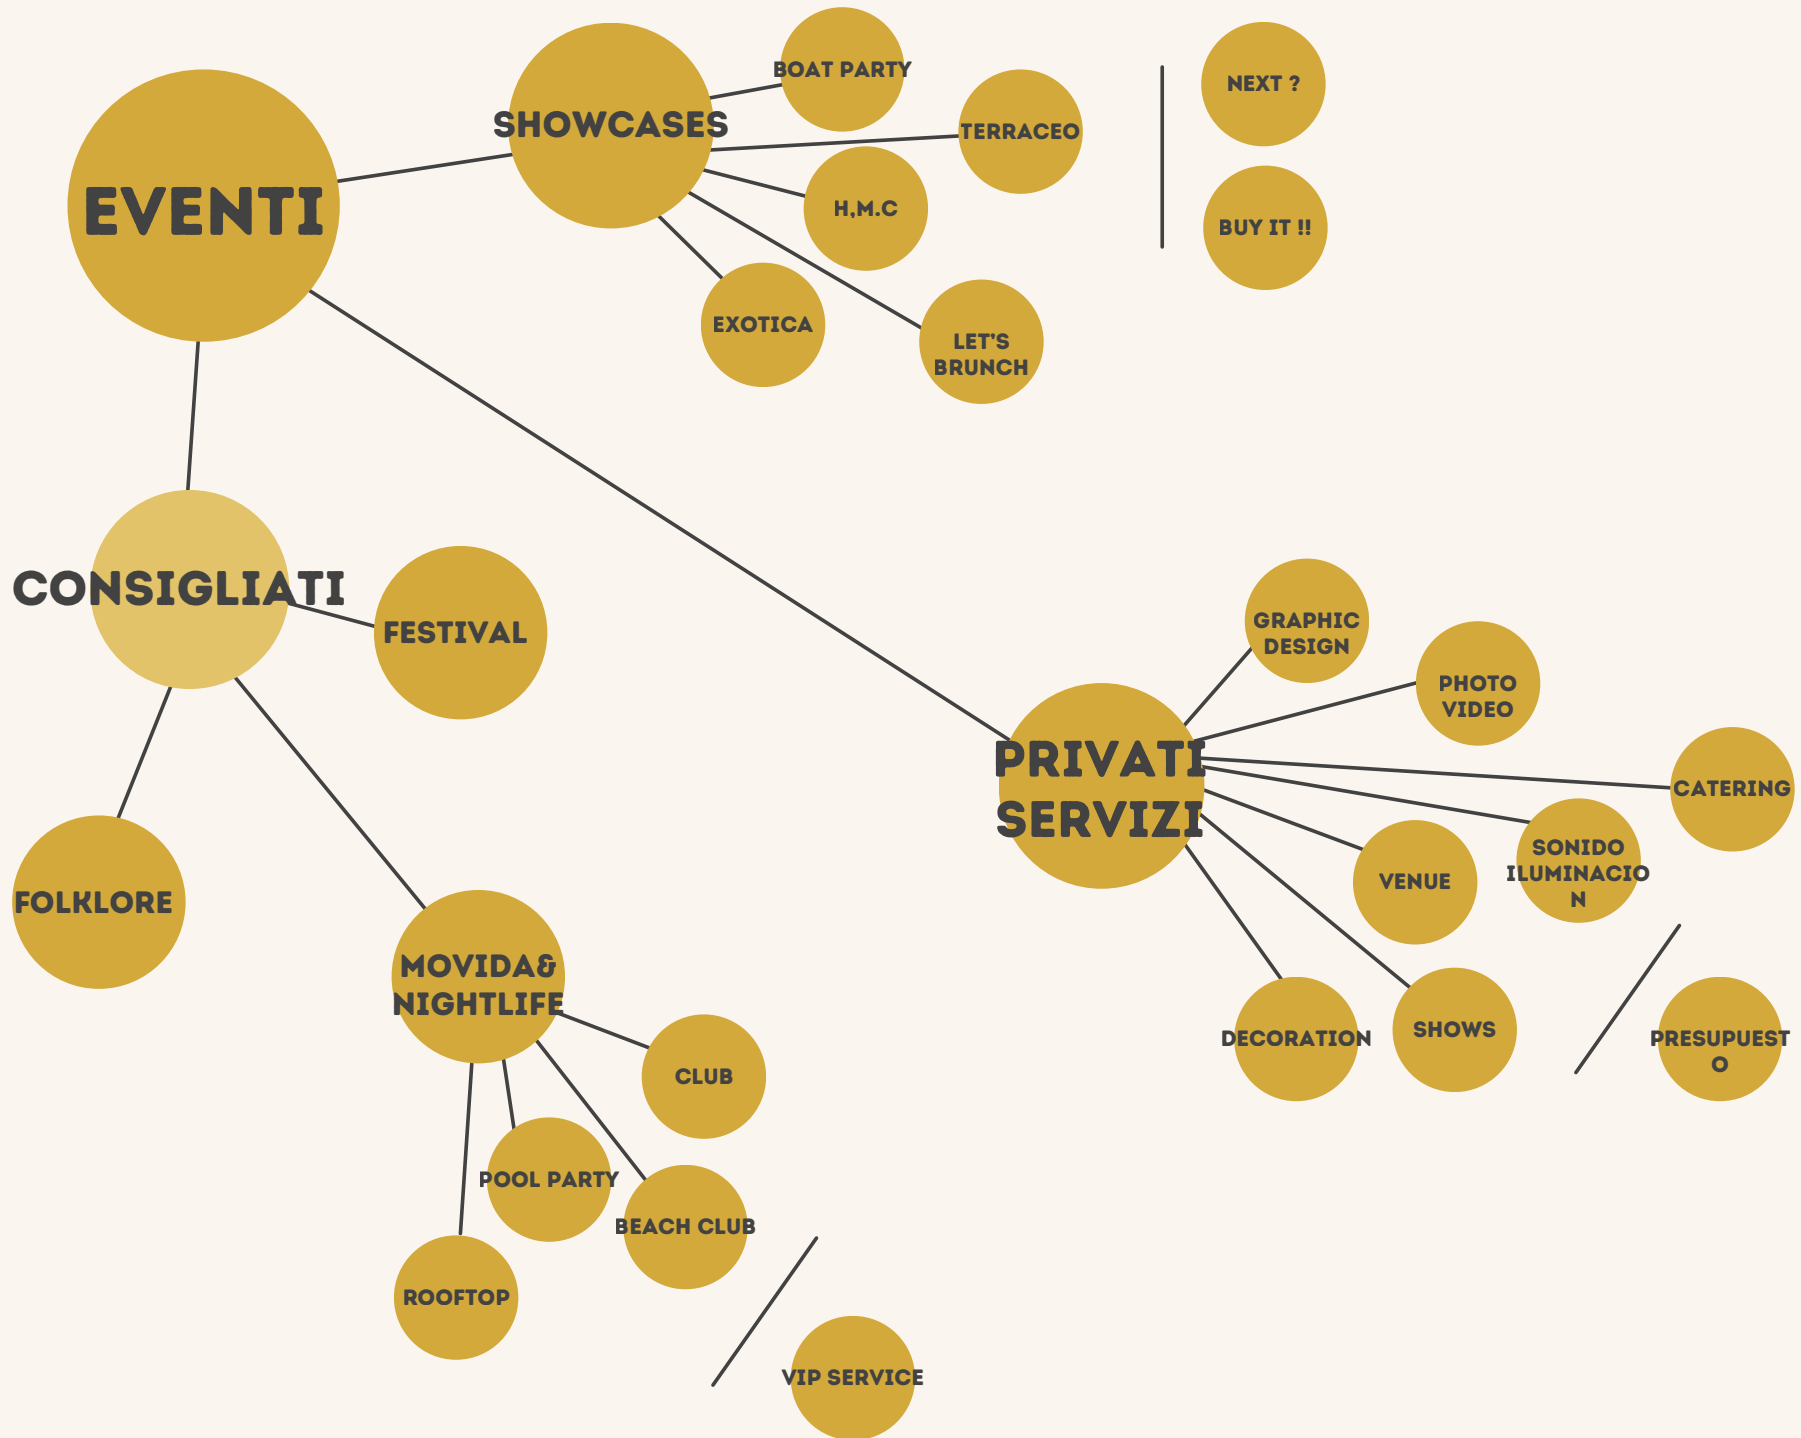 EVENTI
SHOWCASES
BOAT PARTY
TERRACEO
H,M.C
EXOTICA
LET'S
BRUNCH
NEXT ?
BUY IT !!
CONSIGLIATI
FESTIVAL
FOLKLORE
MOVIDA&
NIGHTLIFE
CLUB
POOL PARTY
BEACH CLUB
ROOFTOP
VIP SERVICE
PRIVATI
SERVIZI
GRAPHIC
DESIGN
PHOTO
VIDEO
CATERING
SONIDO
ILUMINACIO
N
VENUE
SHOWS
DECORATION
PRESUPUEST
O